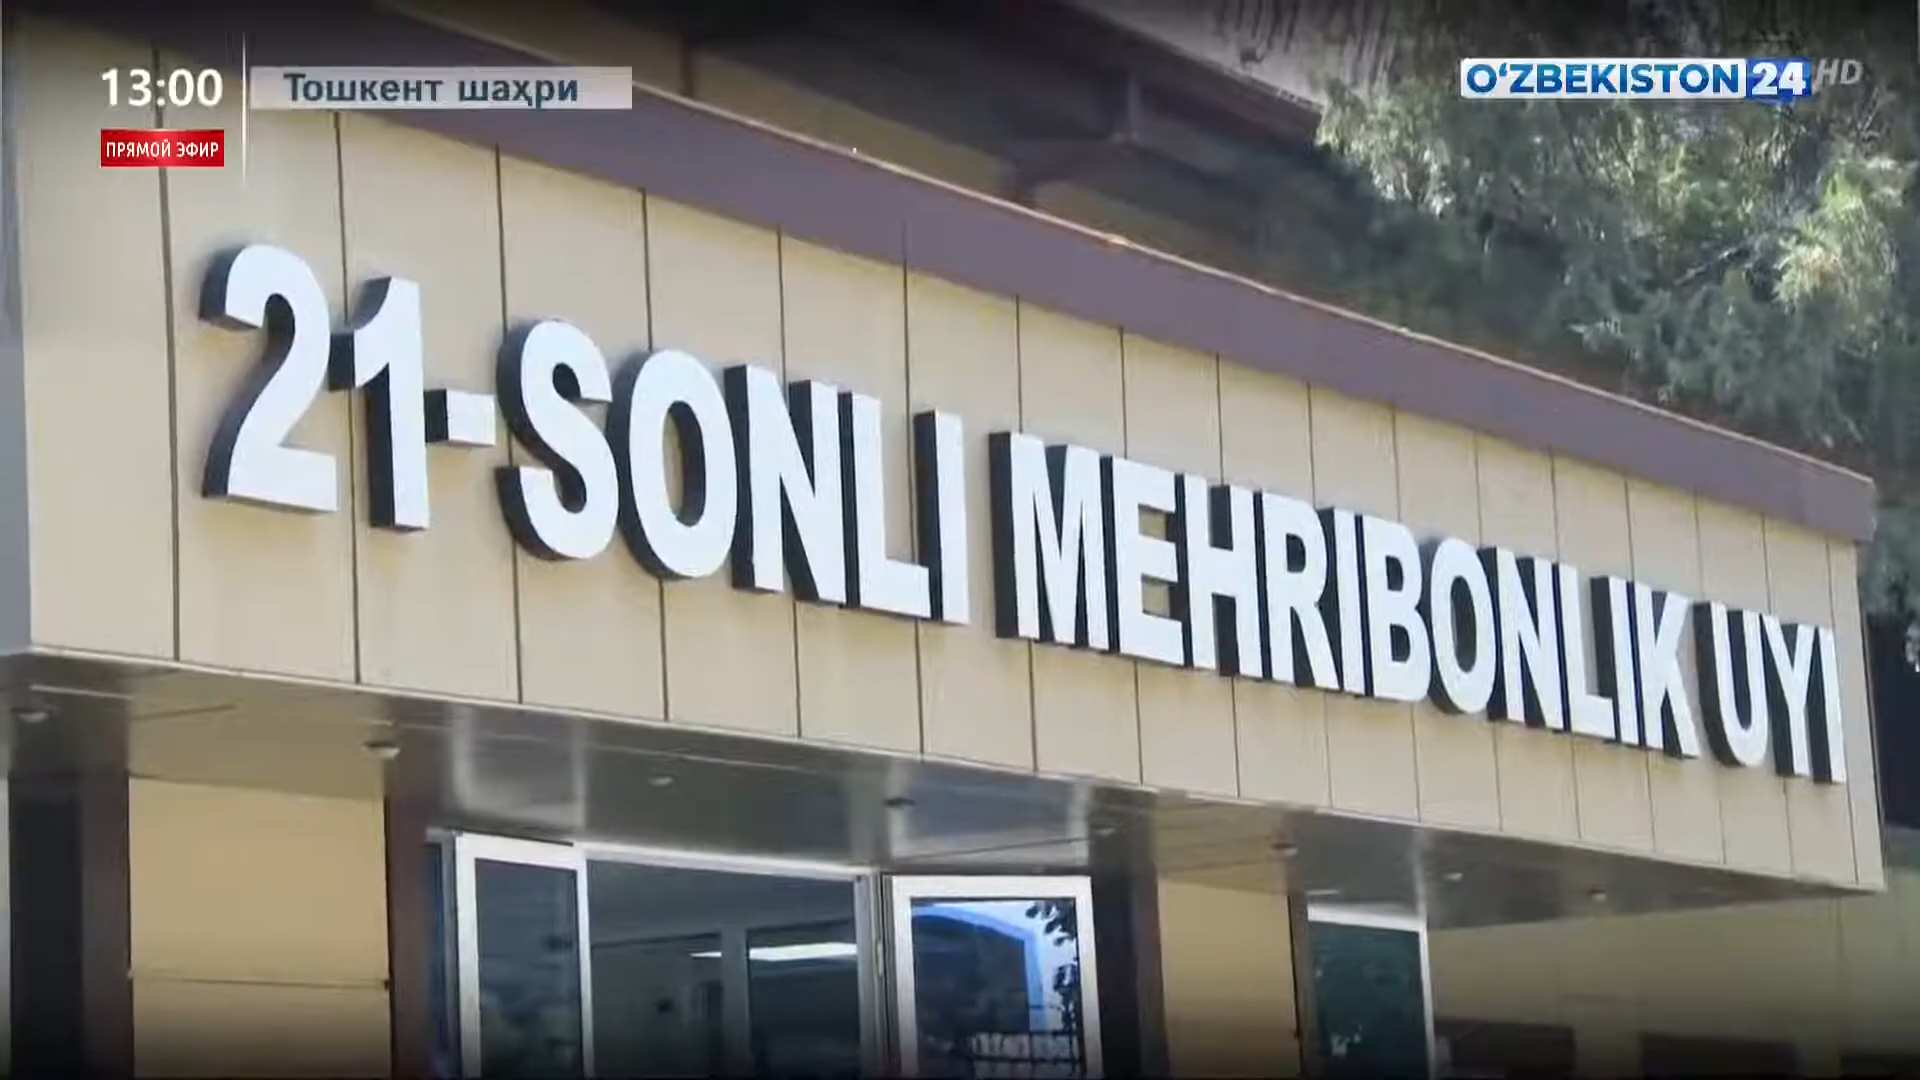 13:00
Тошкент шаҳри
O‘ZBEKISTON 24 HD
ПРЯМОЙ ЭФИР
21-SONLI MEHRIBONLIK UYI